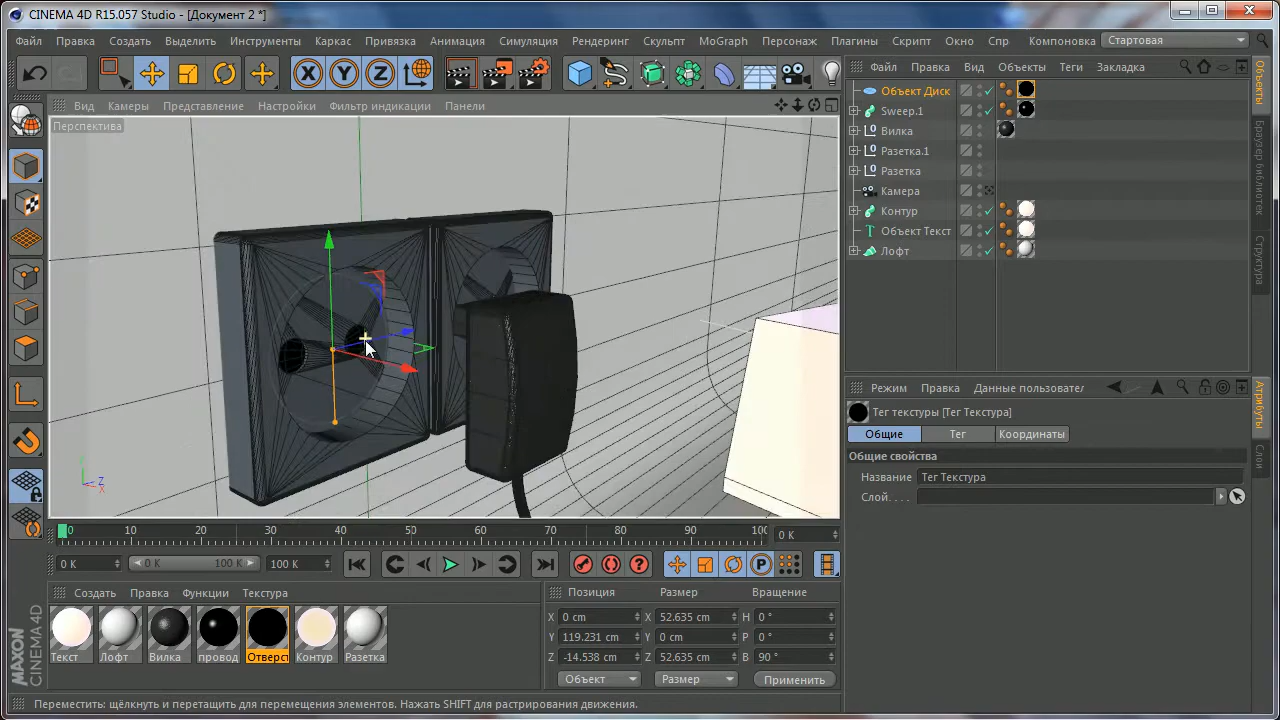 CINEMA 4D R15.057 Studio - [Документ 2 *]
Файл Правка Создать Выделить Инструменты Каркас Привязка Анимация Симуляция Рендеринг Скульпт MoGraph Персонаж Плагины Скрипт Окно Спр Компоновка Стартовая
X Y Z
Файл Правка Вид Объекты Теги Закладка
Вид Камеры Представление Настройки Фильтр индикации Панели
Перспектива
Объект Диск
Sweep.1
Вилка
Разетка.1
Разетка
Камера
Контур
Объект Текст
Лофт
Объекты
Браузер библиотек
Структура
Режим Правка Данные пользовател
Тег текстуры [Тег Текстура]
Общие Тег Координаты
Общие свойства
Название Тег Текстура
Слой. . . .
Атрибуты
Слои
Y Z X
0 10 20 30 40 50 60 70 80 90 100 0 K
0 K 0 K 100 K 100 K P
Создать Правка Функции Текстура
Текст Лофт Вилка провод Отверст Контур Разетка
Позиция Размер Вращение
X 0 cm X 52.635 cm H 0 °
Y 119.231 cm Y 0 cm P 0 °
Z -14.538 cm Z 52.635 cm B 90 °
Объект Размер Применить
MAXON CINEMA 4D
Переместить: щёлкнуть и перетащить для перемещения элементов. Нажать SHIFT для растрирования движения.